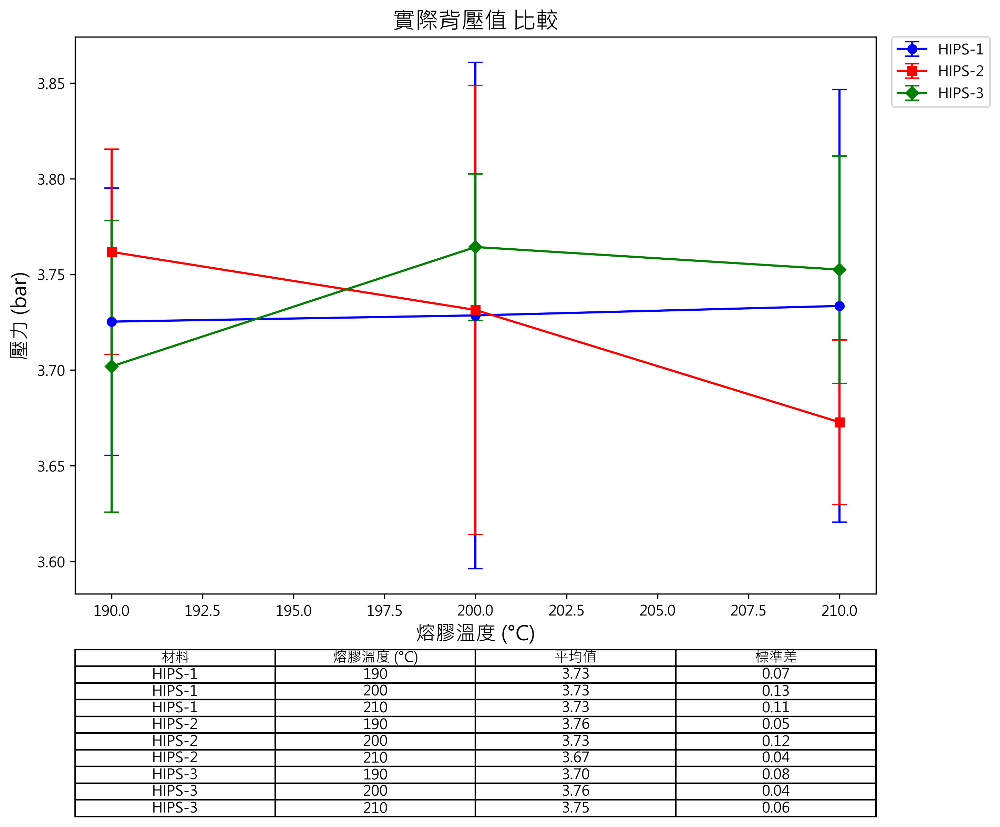 實際背壓值 比較
HIPS-1
HIPS-2
HIPS-3
壓力 (bar)
3.85
3.80
3.75
3.70
3.65
3.60
190.0 192.5 195.0 197.5 200.0 202.5 205.0 207.5 210.0
熔膠溫度 (°C)
材料 熔膠溫度 (°C) 平均值 標準差
HIPS-1 190 3.73 0.07
HIPS-1 200 3.73 0.13
HIPS-1 210 3.73 0.11
HIPS-2 190 3.76 0.05
HIPS-2 200 3.73 0.12
HIPS-2 210 3.67 0.04
HIPS-3 190 3.70 0.08
HIPS-3 200 3.76 0.04
HIPS-3 210 3.75 0.06